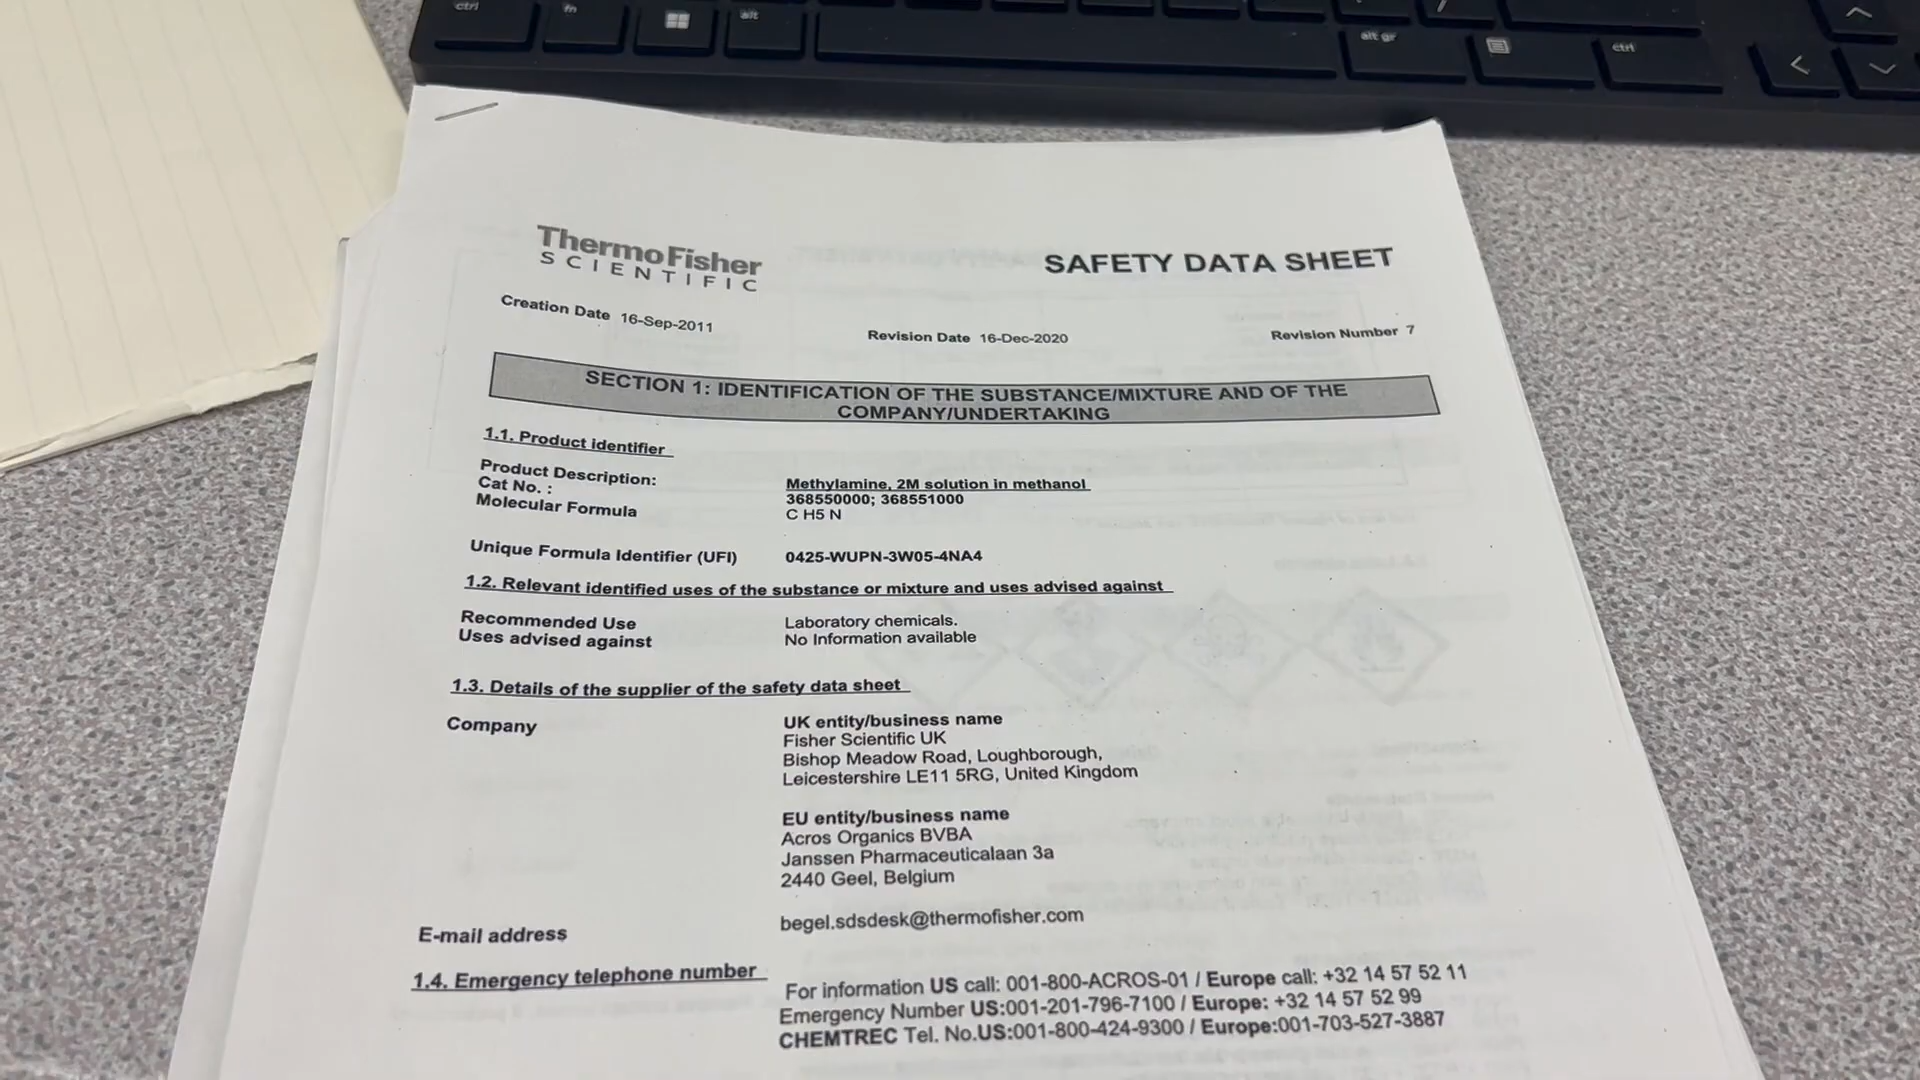 ctrl
fn
alt
alt gr
ctrl
ThermoFisher
SCIENTIFIC
SAFETY DATA SHEET
Creation Date 16-Sep-2011
Revision Date 16-Dec-2020
Revision Number 7
SECTION 1: IDENTIFICATION OF THE SUBSTANCE/MIXTURE AND OF THE
COMPANY/UNDERTAKING
1.1. Product identifier
Product Description: Methylamine, 2M solution in methanol
Cat No. : 368550000; 368551000
Molecular Formula C H5 N
Unique Formula Identifier (UFI) 0425-WUPN-3W05-4NA4
1.2. Relevant identified uses of the substance or mixture and uses advised against
Recommended Use Laboratory chemicals.
Uses advised against No Information available
1.3. Details of the supplier of the safety data sheet
Company UK entity/business name
Fisher Scientific UK
Bishop Meadow Road, Loughborough,
Leicestershire LE11 5RG, United Kingdom
EU entity/business name
Acros Organics BVBA
Janssen Pharmaceuticalaan 3a
2440 Geel, Belgium
E-mail address begel.sdsdesk@thermofisher.com
1.4. Emergency telephone number For information US call: 001-800-ACROS-01 / Europe call: +32 14 57 52 11
Emergency Number US:001-201-796-7100 / Europe: +32 14 57 52 99
CHEMTREC Tel. No.US:001-800-424-9300 / Europe:001-703-527-3887